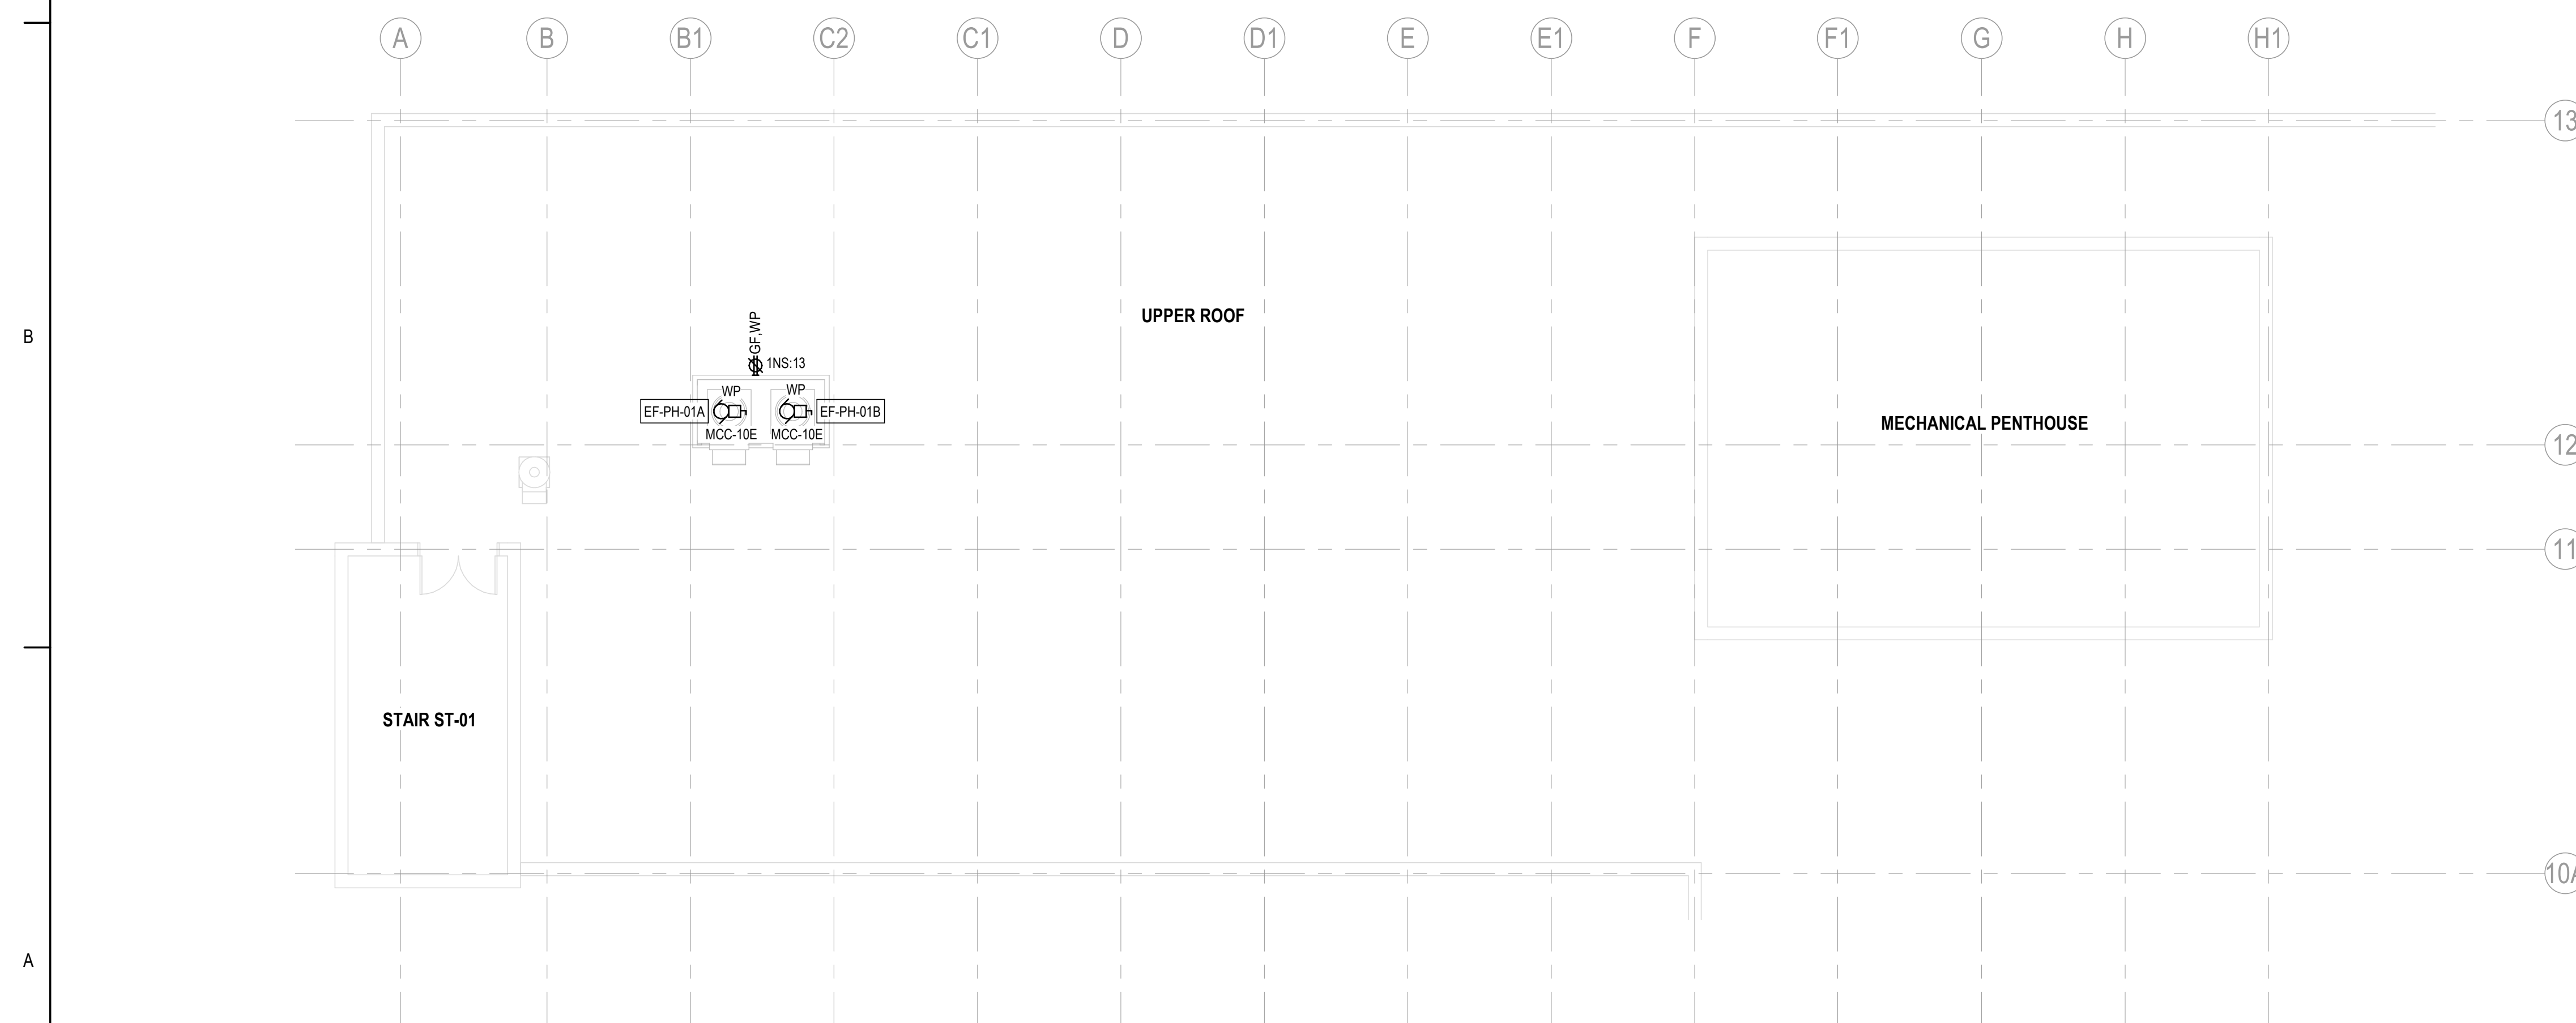 A B B1 C2 C1 D D1 E E1 F F1 G H H1
13
B
UPPER ROOF
GF,WP
1NS:13
WP WP
EF-PH-01A EF-PH-01B
MCC-10E MCC-10E
MECHANICAL PENTHOUSE
12
11
STAIR ST-01
10A
A